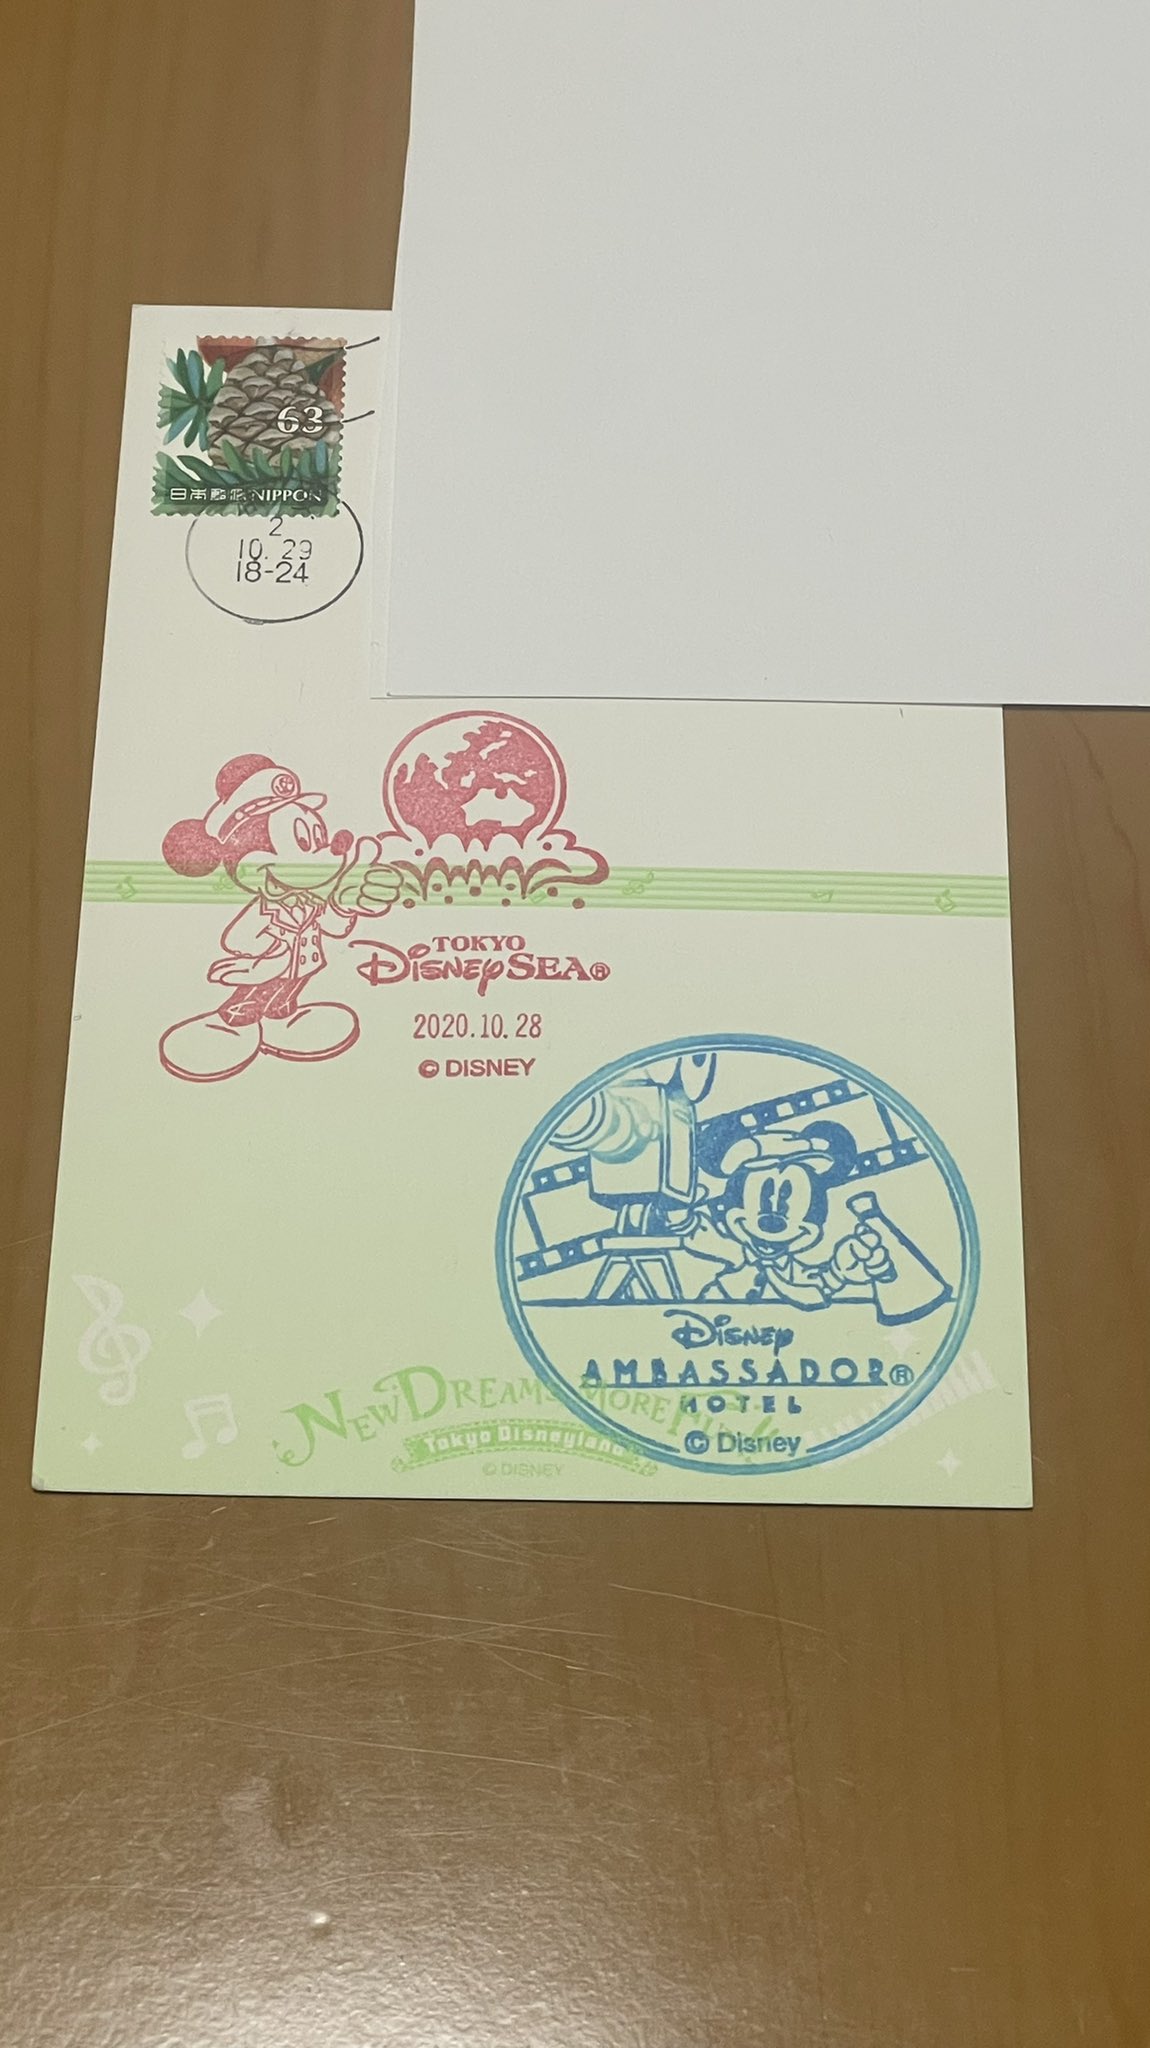 63
日本郵便 NIPPON
2
10. 29
18-24
TOKYO
DISNEYSEA®
2020.10.28
© DISNEY
DISNEY
AMBASSADOR®
HOTEL
© Disney
NEW DREAMS, MORE FUN
Tokyo Disneyland
© DISNEY